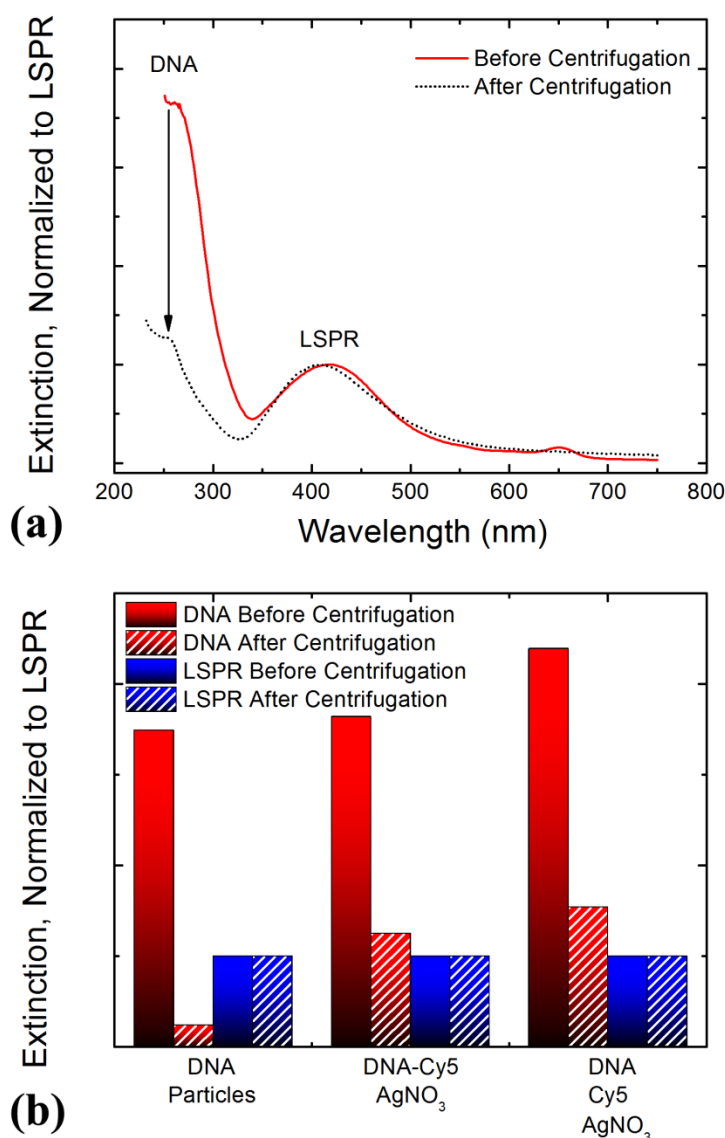 DNA
Before Centrifugation
After Centrifugation
LSPR
Extinction, Normalized to LSPR
200 300 400 500 600 700 800
Wavelength (nm)
(a)
DNA Before Centrifugation
DNA After Centrifugation
LSPR Before Centrifugation
LSPR After Centrifugation
Extinction, Normalized to LSPR
DNA
Particles
DNA-Cy5
AgNO₃
DNA
Cy5
AgNO₃
(b)